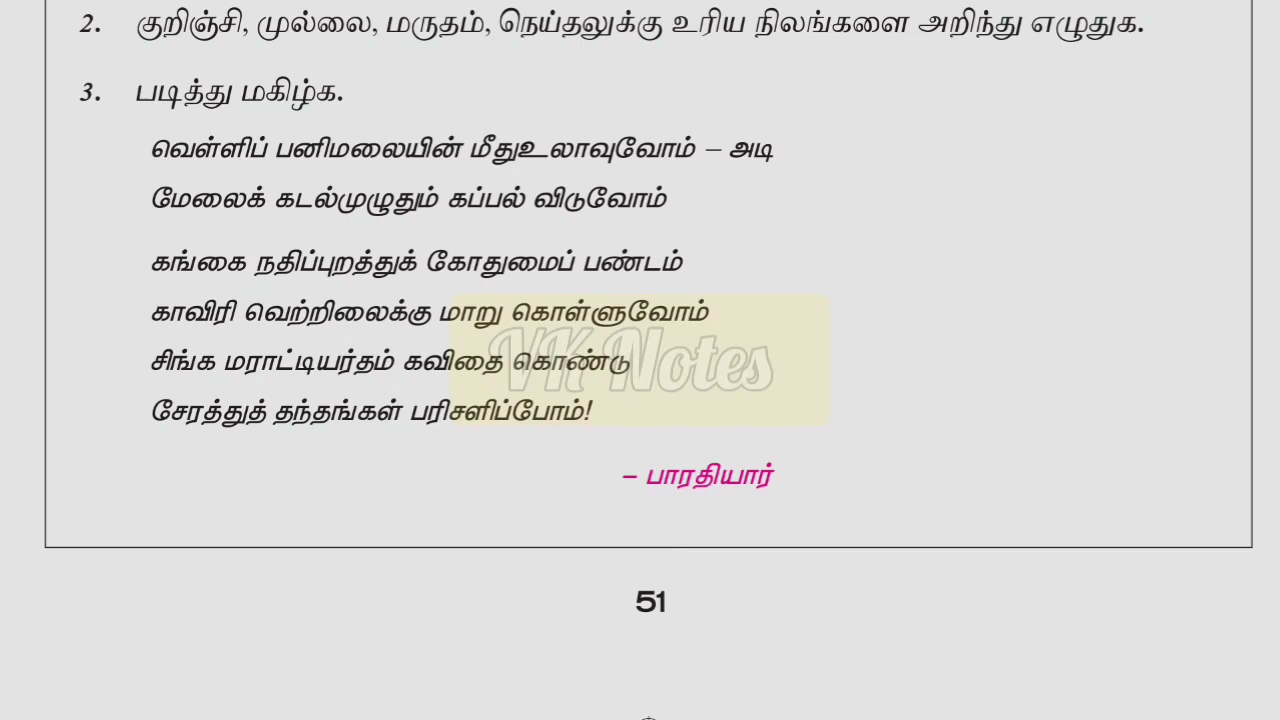 2. குறிஞ்சி, முல்லை, மருதம், நெய்தலுக்கு உரிய நிலங்களை அறிந்து எழுதுக.
3. படித்து மகிழ்க.
வெள்ளிப் பனிமலையின் மீதுஉலாவுவோம் – அடி
மேலைக் கடல்முழுதும் கப்பல் விடுவோம்
கங்கை நதிப்புறத்துக் கோதுமைப் பண்டம்
காவிரி வெற்றிலைக்கு மாறு கொள்ளுவோம்
சிங்க மராட்டியர்தம் கவிதை கொண்டு
சேரத்துத் தந்தங்கள் பரிசளிப்போம்!
– பாரதியார்
VK Notes
51